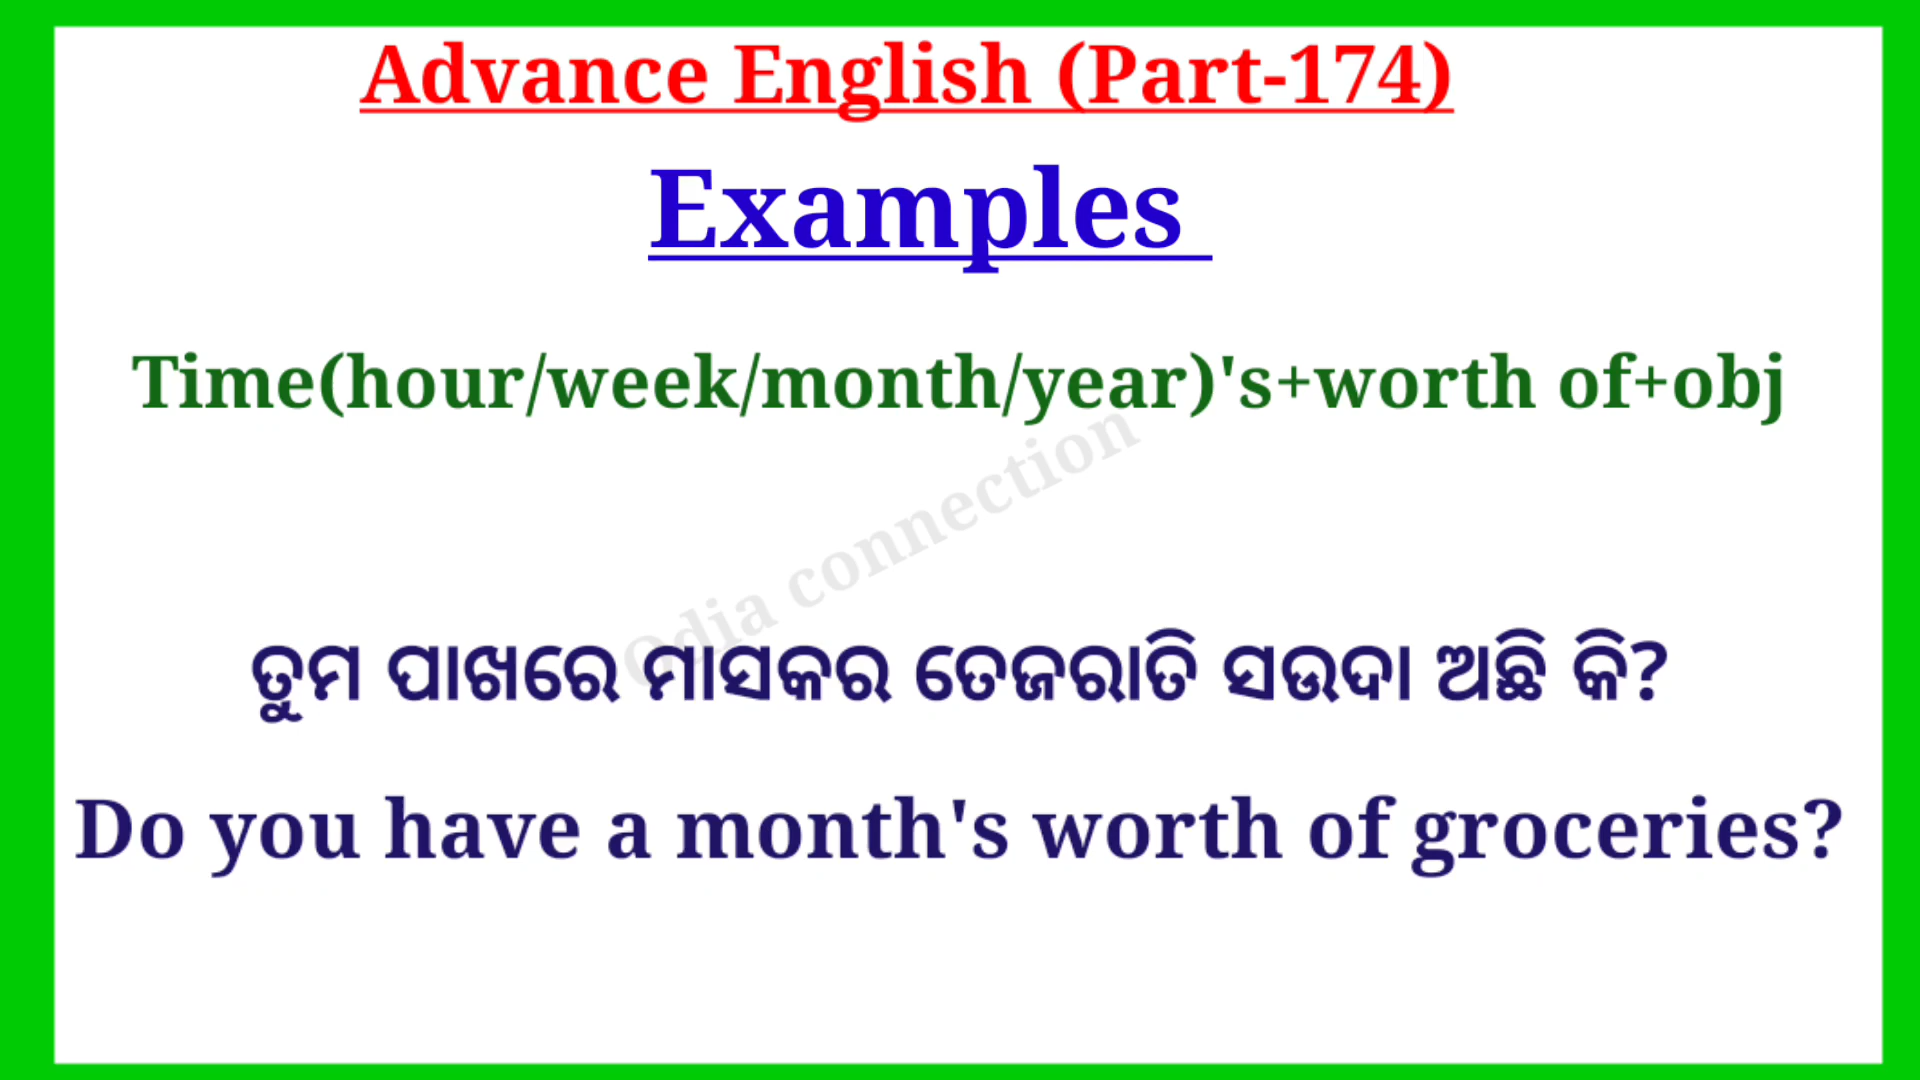 Advance English (Part-174)
Examples
Time(hour/week/month/year)'s+worth of+obj
Odia connection
ତୁମ ପାଖରେ ମାସକର ତେଜରାତି ସଉଦା ଅଛି କି?
Do you have a month's worth of groceries?